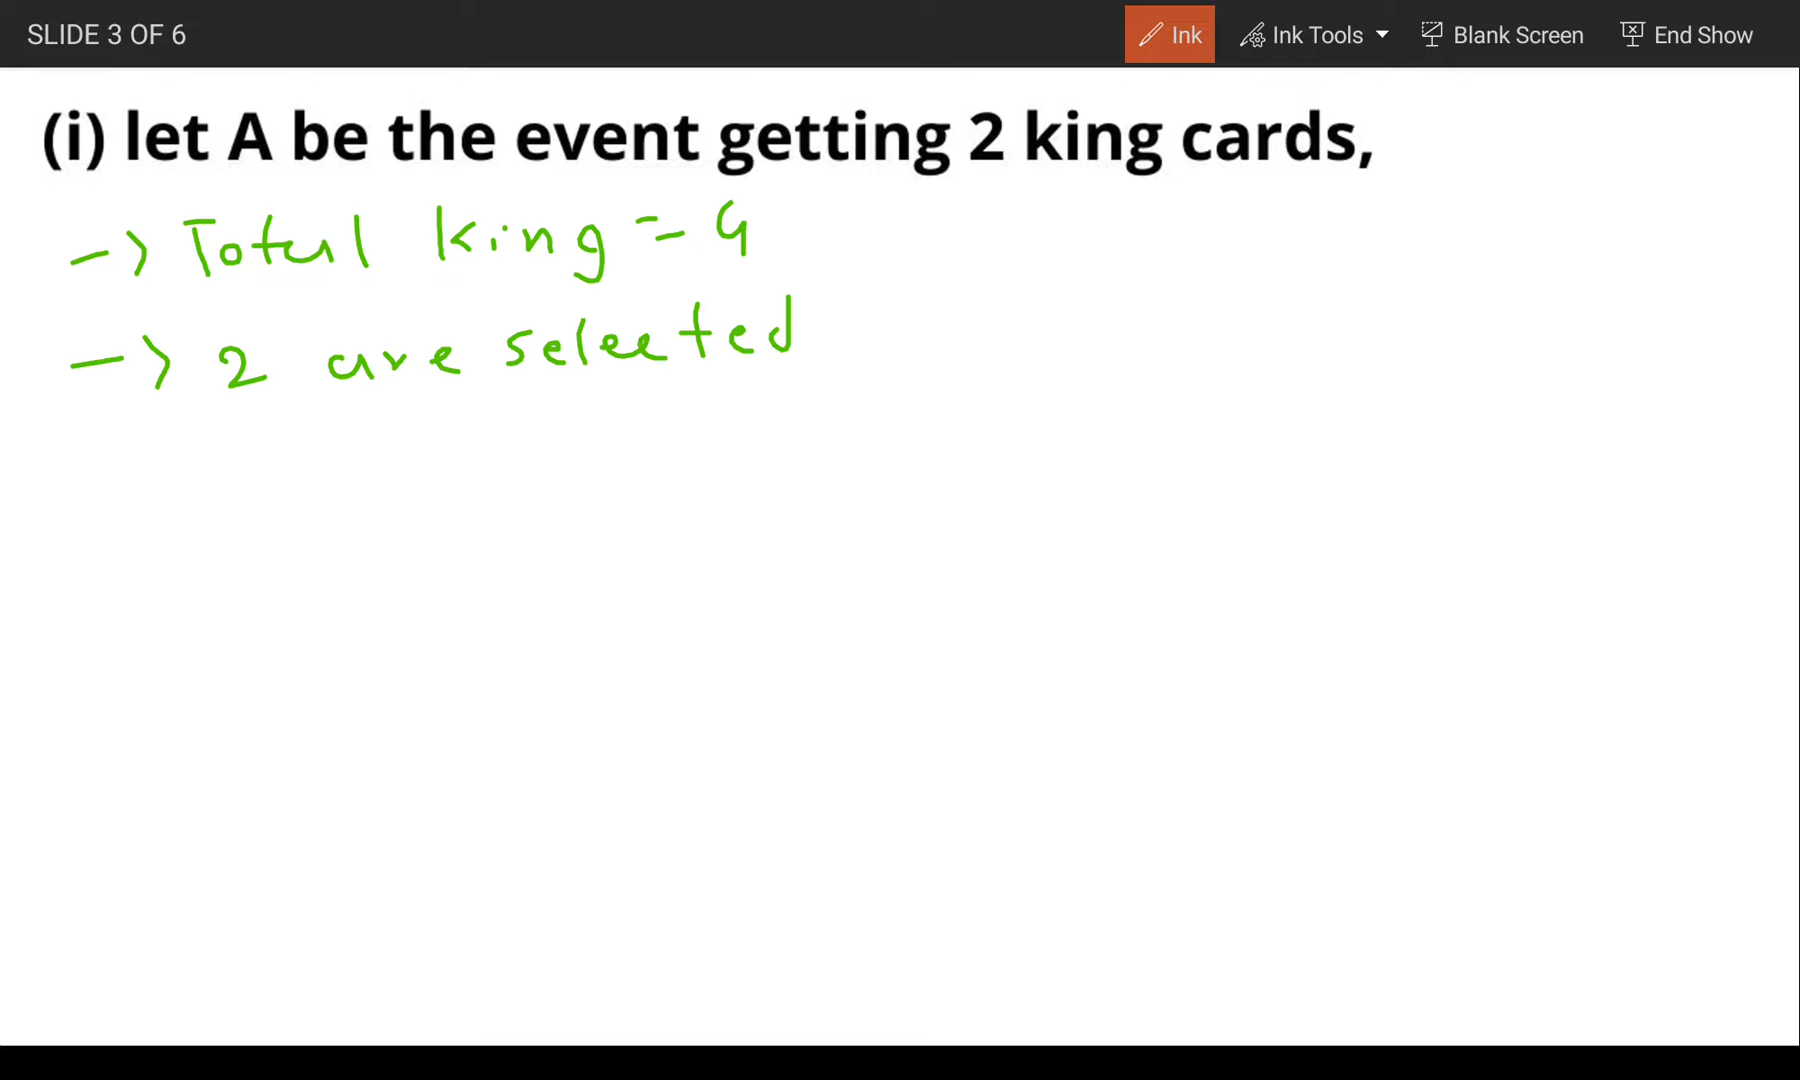 SLIDE 3 OF 6 Ink Ink Tools Blank Screen End Show
(i) let A be the event getting 2 king cards,
-> Total king = 4
-> 2 are selected